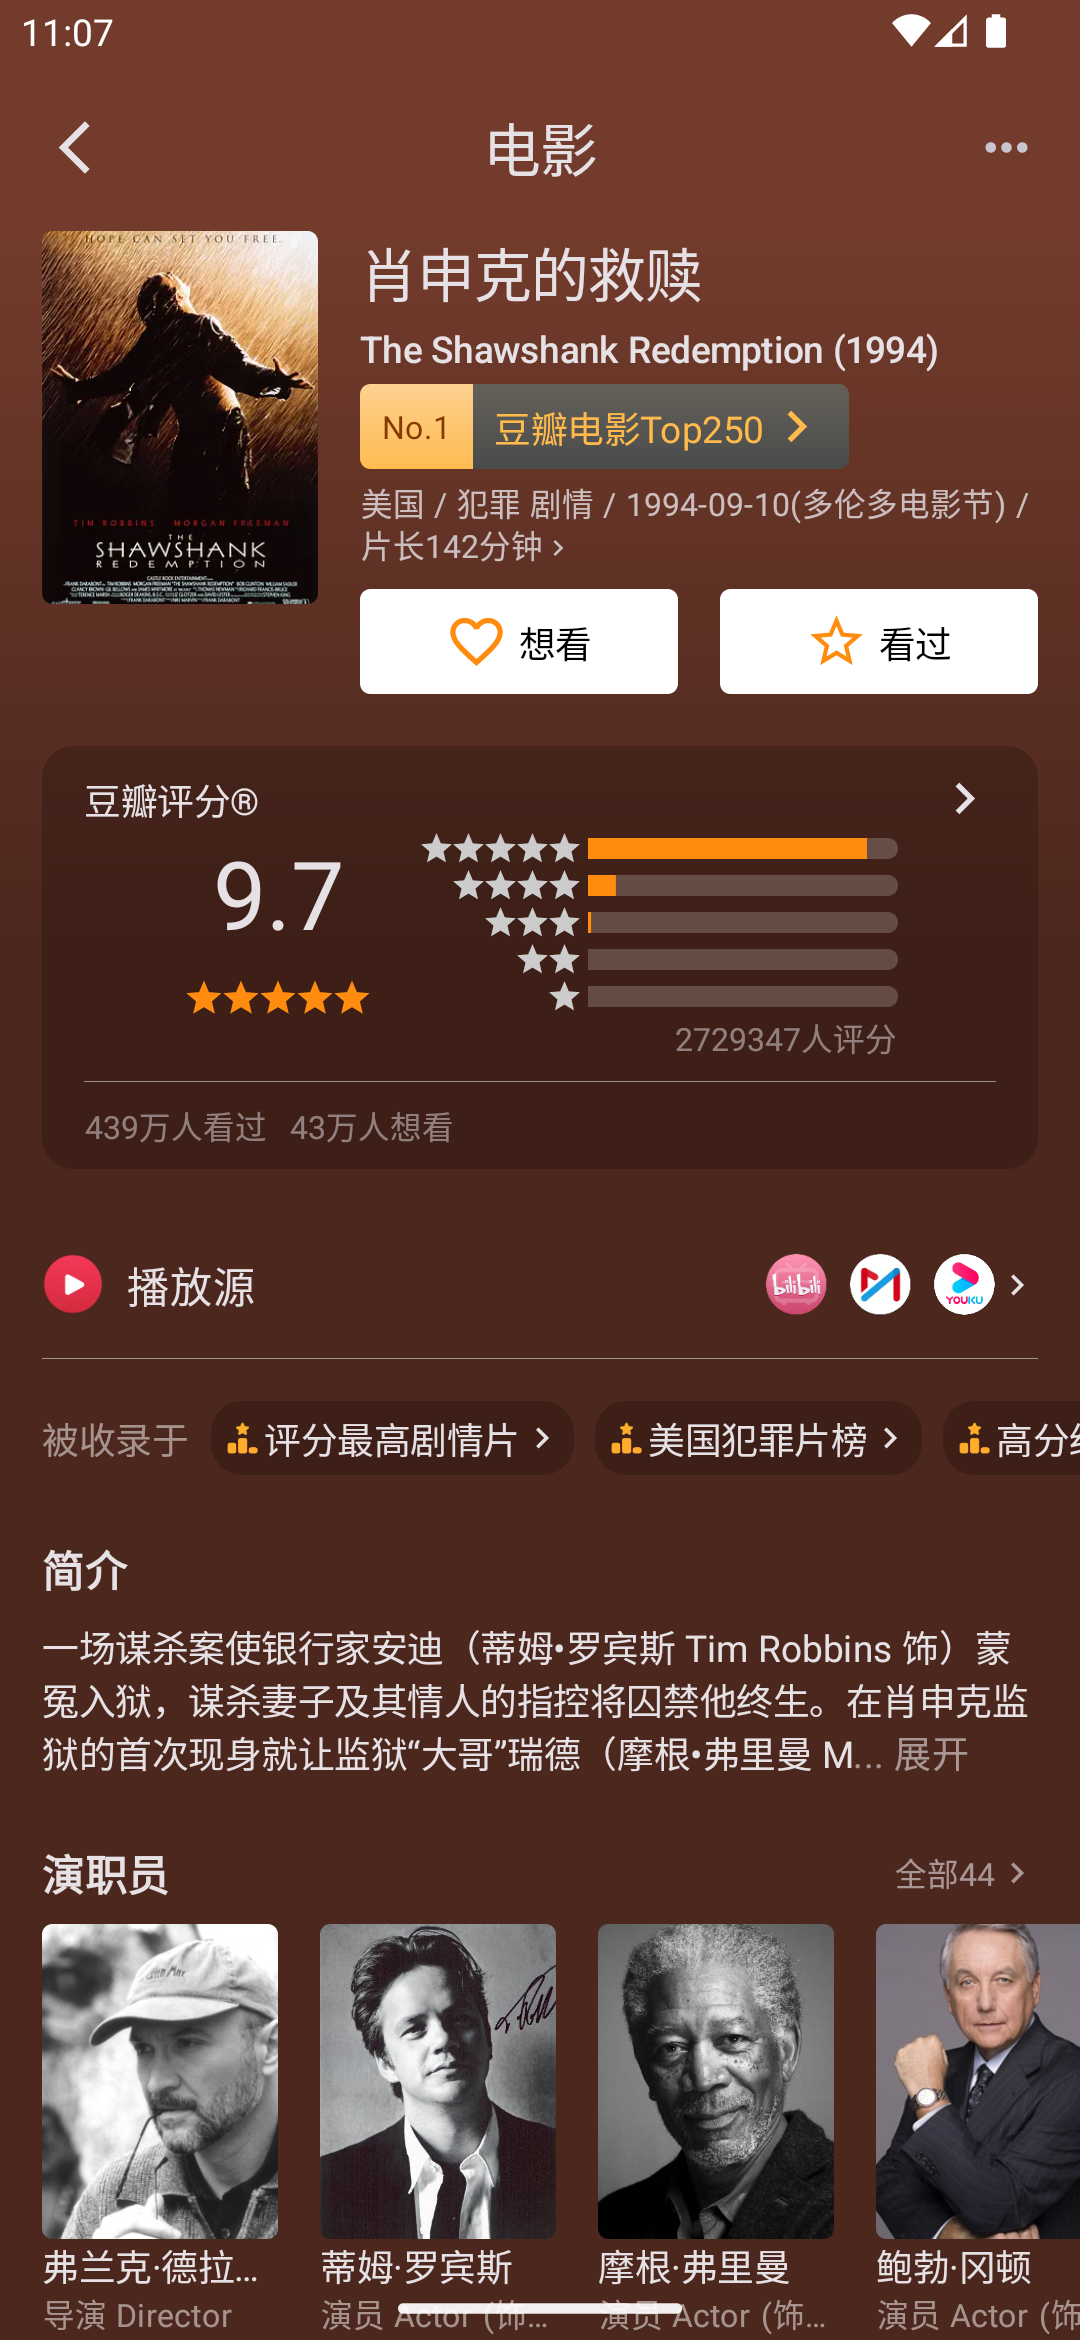 11:07
电影
HOPE CAN SET YOU FREE.
TIM ROBBINS MORGAN FREEMAN
THE
SHAWSHANK
REDEMPTION
肖申克的救赎
The Shawshank Redemption (1994)
No.1 豆瓣电影Top250
美国 / 犯罪 剧情 / 1994-09-10(多伦多电影节) /
片长142分钟
想看
看过
豆瓣评分®
9.7
2729347人评分
439万人看过 43万人想看
播放源
bilibili
YOUKU
被收录于 评分最高剧情片 美国犯罪片榜 高分
简介
一场谋杀案使银行家安迪（蒂姆•罗宾斯 Tim Robbins 饰）蒙
冤入狱，谋杀妻子及其情人的指控将囚禁他终生。在肖申克监
狱的首次现身就让监狱“大哥”瑞德（摩根•弗里曼 M... 展开
演职员
全部44
弗兰克·德拉...
蒂姆·罗宾斯
摩根·弗里曼
鲍勃·冈顿
导演 Director
演员 Actor (饰...
演员 Actor (饰...
演员 Actor (饰